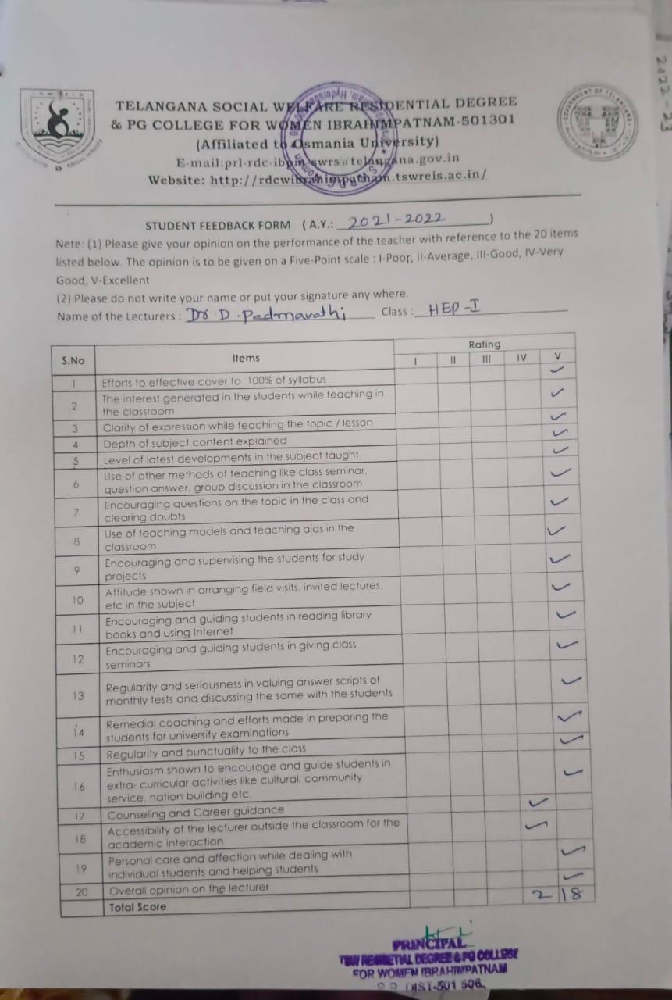 2022-23
TELANGANA SOCIAL WELFARE RESIDENTIAL DEGREE
& PG COLLEGE FOR WOMEN IBRAHIMPATNAM-501301
(Affiliated to Osmania University)
E-mail:prl-rdc-ibpm-swrs@telangana.gov.in
Website: http://rdcwibrahimpatnam.tswreis.ac.in/
STUDENT FEEDBACK FORM ( A.Y.: 2021-2022 )
Note: (1) Please give your opinion on the performance of the teacher with reference to the 20 items
listed below. The opinion is to be given on a Five-Point scale : I-Poor, II-Average, III-Good, IV-Very
Good, V-Excellent
(2) Please do not write your name or put your signature any where.
Name of the Lecturers : Dr. D. Padmavathi Class : HEP-I
S.No Items Rating
I II III IV V
1 Efforts to effective cover to 100% of syllabus ✓
2 The interest generated in the students while teaching in
the classroom ✓
3 Clarity of expression while teaching the topic / lesson ✓
4 Depth of subject content explained ✓
5 Level of latest developments in the subject taught ✓
6 Use of other methods of teaching like class seminar,
question answer, group discussion in the classroom ✓
7 Encouraging questions on the topic in the class and
clearing doubts ✓
8 Use of teaching models and teaching aids in the
classroom ✓
9 Encouraging and supervising the students for study
projects ✓
10 Attitude shown in arranging field visits, invited lectures,
etc in the subject ✓
11 Encouraging and guiding students in reading library
books and using Internet ✓
12 Encouraging and guiding students in giving class
seminars ✓
13 Regularity and seriousness in valuing answer scripts of
monthly tests and discussing the same with the students ✓
14 Remedial coaching and efforts made in preparing the
students for university examinations ✓
15 Regularity and punctuality to the class ✓
16 Enthusiasm shown to encourage and guide students in
extra- curricular activities like cultural, community
service, nation building etc. ✓
17 Counseling and Career guidance ✓
18 Accessibility of the lecturer outside the classroom for the
academic interaction ✓
19 Personal care and affection while dealing with
individual students and helping students ✓
20 Overall opinion on the lecturer ✓
Total Score 2 18
PRINCIPAL
TSW RESIDETIAL DEGREE & PG COLLEGE
FOR WOMEN IBRAHIMPATNAM
R.R. DIST-501 506.